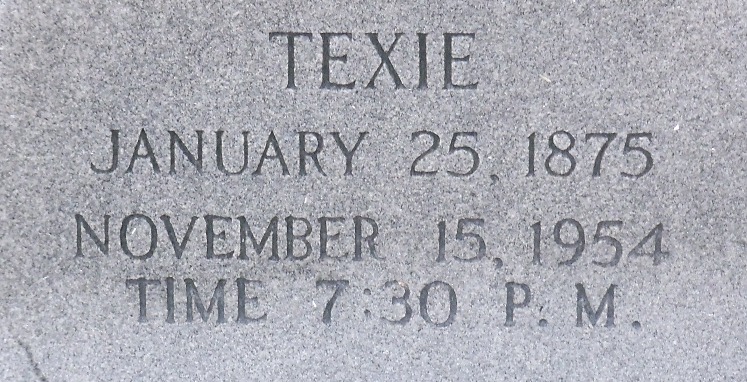 TEXIE
JANUARY 25, 1875
NOVEMBER 15, 1954
TIME 7:30 P. M.